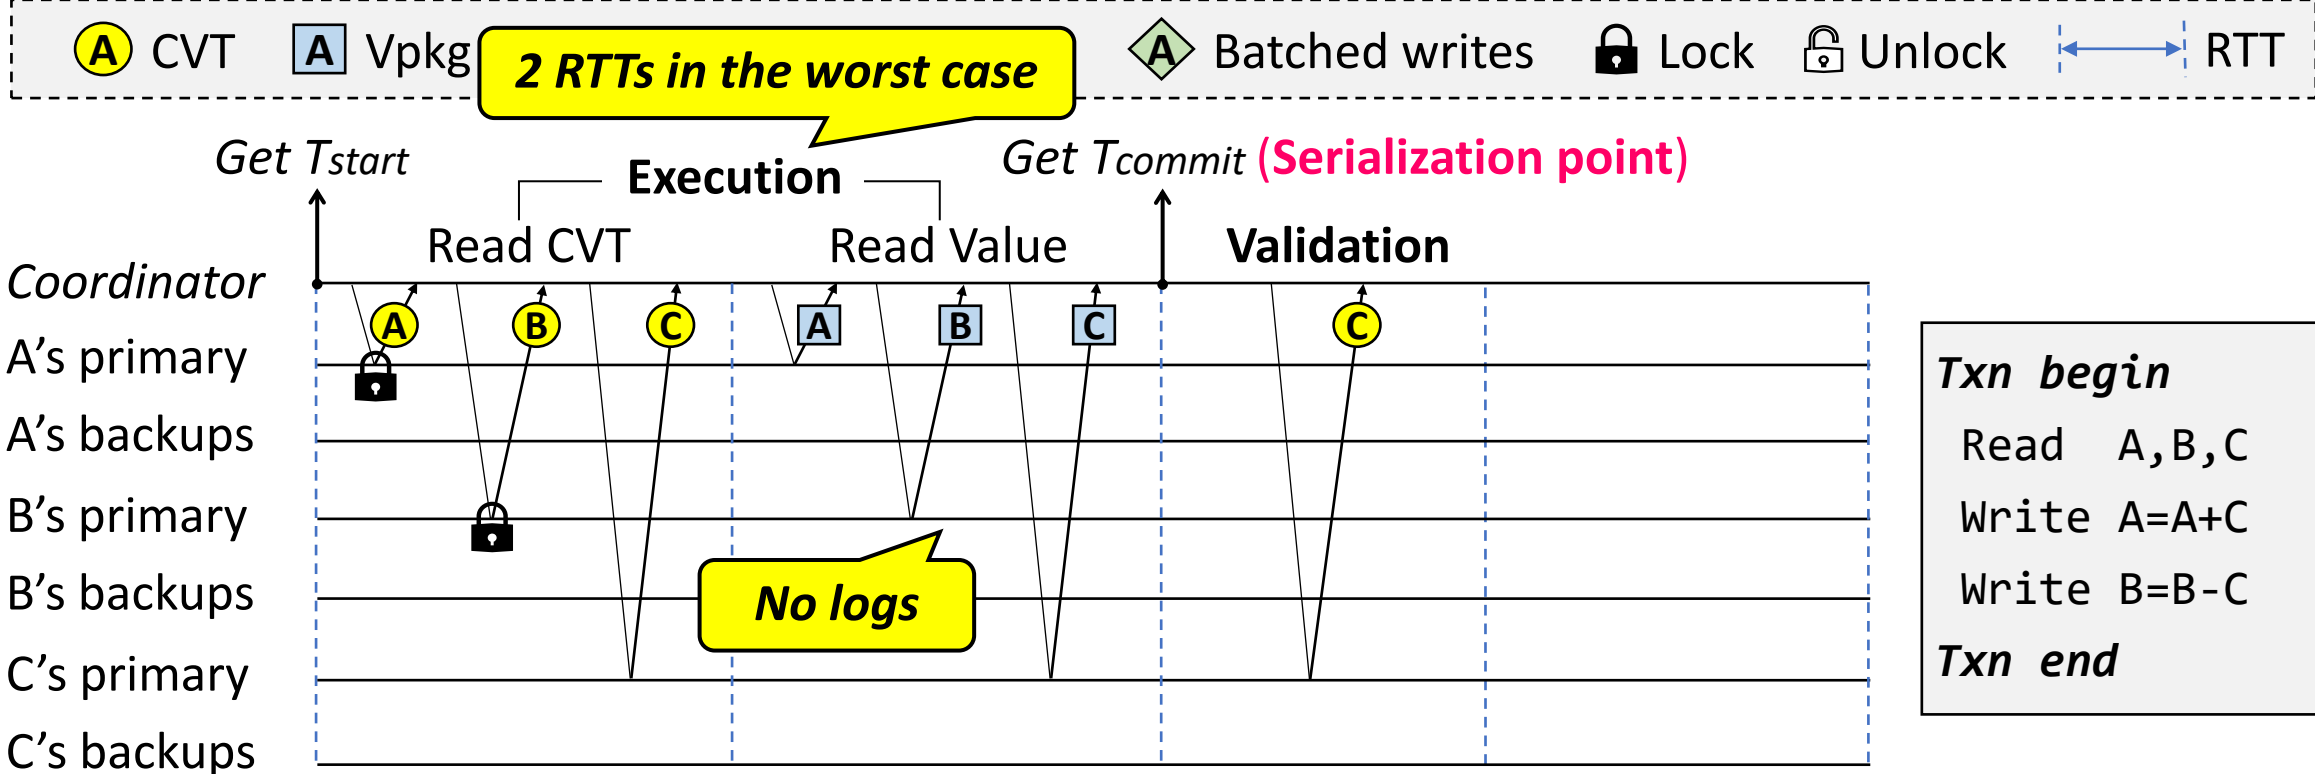 A CVT A Vpkg 2 RTTs in the worst case A Batched writes Lock Unlock RTT
Get Tstart Execution Get Tcommit (Serialization point)
Read CVT Read Value Validation
Coordinator
A B C A B C C
A's primary
A's backups
B's primary
B's backups
C's primary
C's backups
No logs
Txn begin
Read A,B,C
Write A=A+C
Write B=B-C
Txn end